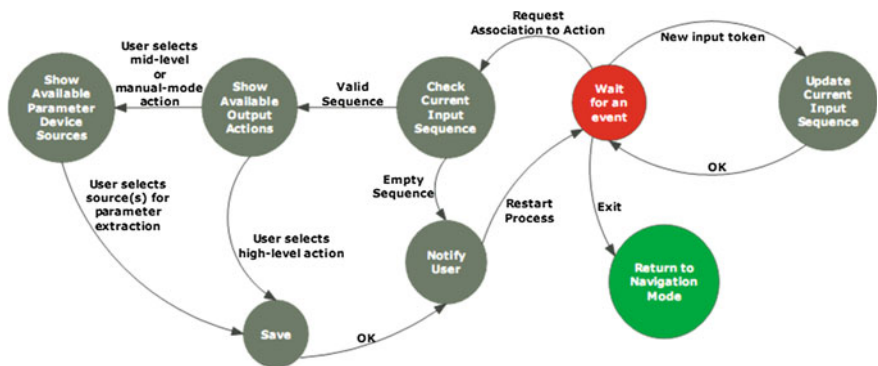 Request
Association to Action
New input token
User selects
mid-level
or
manual-mode
action
Show
Available
Parameter
Device
Sources
Show
Available
Output
Actions
Valid
Sequence
Check
Current
Input
Sequence
Wait
for an
event
Update
Current
Input
Sequence
OK
Empty
Sequence
User selects
source(s) for
parameter
extraction
Restart
Process
Exit
User selects
high-level action
Notify
User
Return to
Navigation
Mode
Save
OK